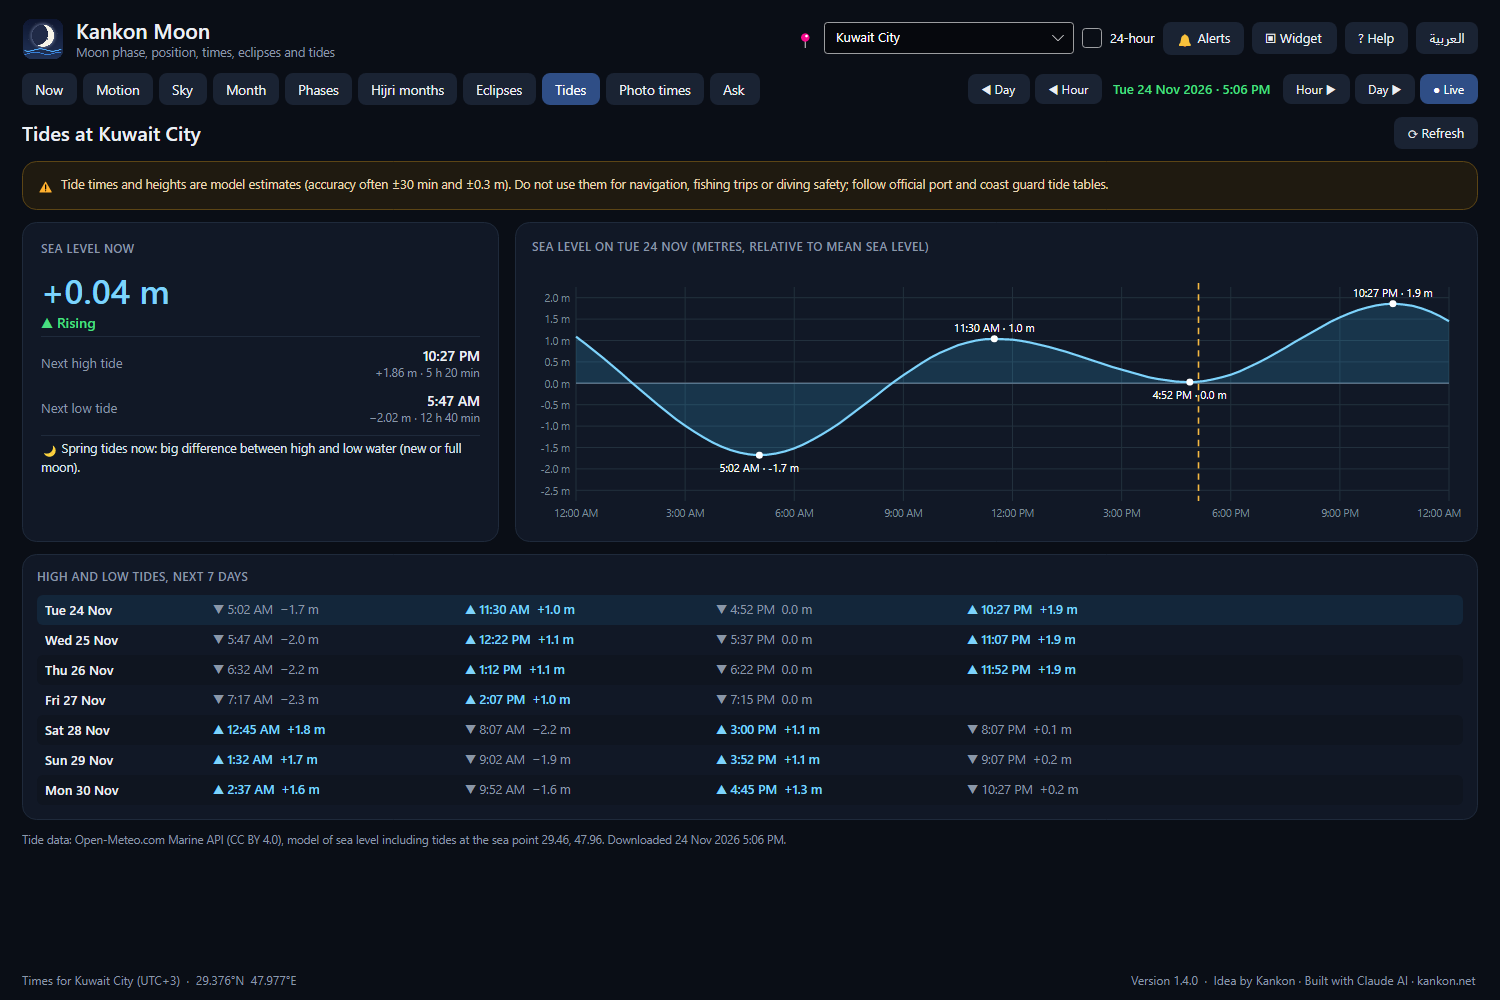 Kankon Moon
Moon phase, position, times, eclipses and tides
Kuwait City
24-hour
Alerts
Widget
? Help
العربية
Now
Motion
Sky
Month
Phases
Hijri months
Eclipses
Tides
Photo times
Ask
◀ Day
◀ Hour
Tue 24 Nov 2026 · 5:06 PM
Hour ▶
Day ▶
● Live
Tides at Kuwait City
⟳ Refresh
Tide times and heights are model estimates (accuracy often ±30 min and ±0.3 m). Do not use them for navigation, fishing trips or diving safety; follow official port and coast guard tide tables.
SEA LEVEL NOW
+0.04 m
▲ Rising
Next high tide
10:27 PM
+1.86 m · 5 h 20 min
Next low tide
5:47 AM
−2.02 m · 12 h 40 min
Spring tides now: big difference between high and low water (new or full
moon).
SEA LEVEL ON TUE 24 NOV (METRES, RELATIVE TO MEAN SEA LEVEL)
2.0 m
1.5 m
1.0 m
0.5 m
0.0 m
-0.5 m
-1.0 m
-1.5 m
-2.0 m
-2.5 m
5:02 AM · -1.7 m
11:30 AM · 1.0 m
4:52 PM · 0.0 m
10:27 PM · 1.9 m
12:00 AM 3:00 AM 6:00 AM 9:00 AM 12:00 PM 3:00 PM 6:00 PM 9:00 PM 12:00 AM
HIGH AND LOW TIDES, NEXT 7 DAYS
Tue 24 Nov ▼ 5:02 AM −1.7 m ▲ 11:30 AM +1.0 m ▼ 4:52 PM 0.0 m ▲ 10:27 PM +1.9 m
Wed 25 Nov ▼ 5:47 AM −2.0 m ▲ 12:22 PM +1.1 m ▼ 5:37 PM 0.0 m ▲ 11:07 PM +1.9 m
Thu 26 Nov ▼ 6:32 AM −2.2 m ▲ 1:12 PM +1.1 m ▼ 6:22 PM 0.0 m ▲ 11:52 PM +1.9 m
Fri 27 Nov ▼ 7:17 AM −2.3 m ▲ 2:07 PM +1.0 m ▼ 7:15 PM 0.0 m
Sat 28 Nov ▲ 12:45 AM +1.8 m ▼ 8:07 AM −2.2 m ▲ 3:00 PM +1.1 m ▼ 8:07 PM +0.1 m
Sun 29 Nov ▲ 1:32 AM +1.7 m ▼ 9:02 AM −1.9 m ▲ 3:52 PM +1.1 m ▼ 9:07 PM +0.2 m
Mon 30 Nov ▲ 2:37 AM +1.6 m ▼ 9:52 AM −1.6 m ▲ 4:45 PM +1.3 m ▼ 10:27 PM +0.2 m
Tide data: Open-Meteo.com Marine API (CC BY 4.0), model of sea level including tides at the sea point 29.46, 47.96. Downloaded 24 Nov 2026 5:06 PM.
Times for Kuwait City (UTC+3) · 29.376°N 47.977°E
Version 1.4.0 · Idea by Kankon · Built with Claude AI · kankon.net